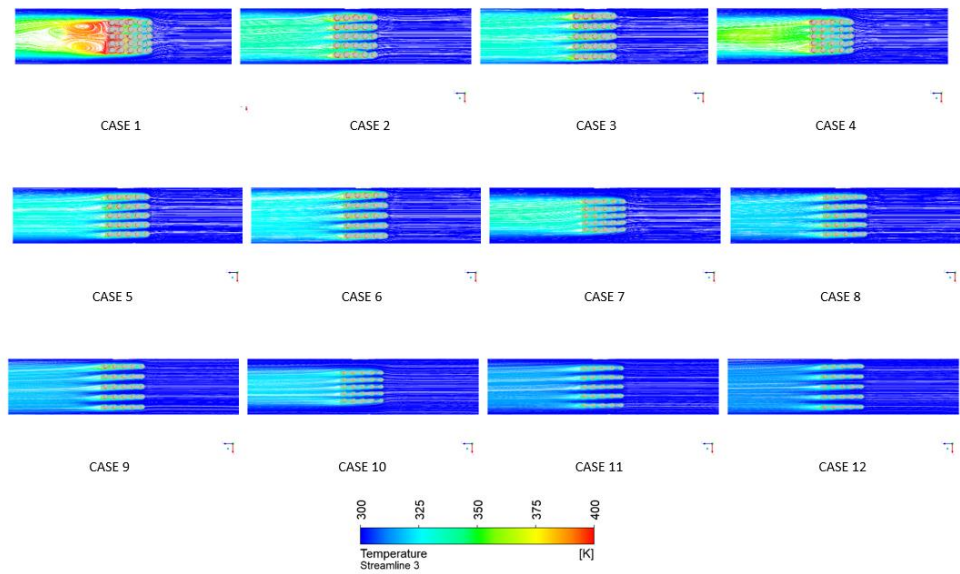 CASE 1
CASE 2
CASE 3
CASE 4
CASE 5
CASE 6
CASE 7
CASE 8
CASE 9
CASE 10
CASE 11
CASE 12
300
325
350
375
400
Temperature [K]
Streamline 3